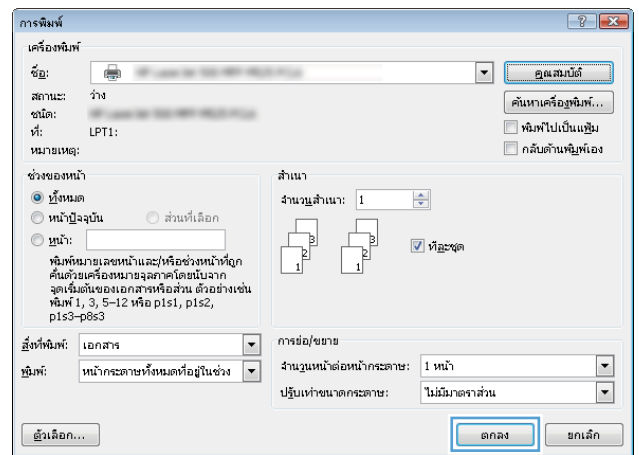 การพิมพ์
เครื่องพิมพ์
ชื่อ:
คุณสมบัติ
สถานะ: ว่าง
ค้นหาเครื่องพิมพ์...
ชนิด:
ที่: LPT1:
พิมพ์ไปเป็นแฟ้ม
หมายเหตุ:
กลับด้านพิมพ์เอง
ช่วงของหน้า
ทั้งหมด
หน้าปัจจุบัน ส่วนที่เลือก
หน้า:
พิมพ์หมายเลขหน้าและ/หรือช่วงหน้าที่ถูก
คั่นด้วยเครื่องหมายจุลภาคโดยนับจาก
จุดเริ่มต้นของเอกสารหรือส่วน ตัวอย่างเช่น
พิมพ์ 1, 3, 5–12 หรือ p1s1, p1s2,
p1s3–p8s3
สำเนา
จำนวนสำเนา: 1
3 2 1 3 2 1
ทีละชุด
สิ่งที่พิมพ์: เอกสาร
พิมพ์: หน้ากระดาษทั้งหมดที่อยู่ในช่วง
การย่อ/ขยาย
จำนวนหน้าต่อหน้ากระดาษ: 1 หน้า
ปรับเท่าขนาดกระดาษ: ไม่มีมาตราส่วน
ตัวเลือก...
ตกลง
ยกเลิก